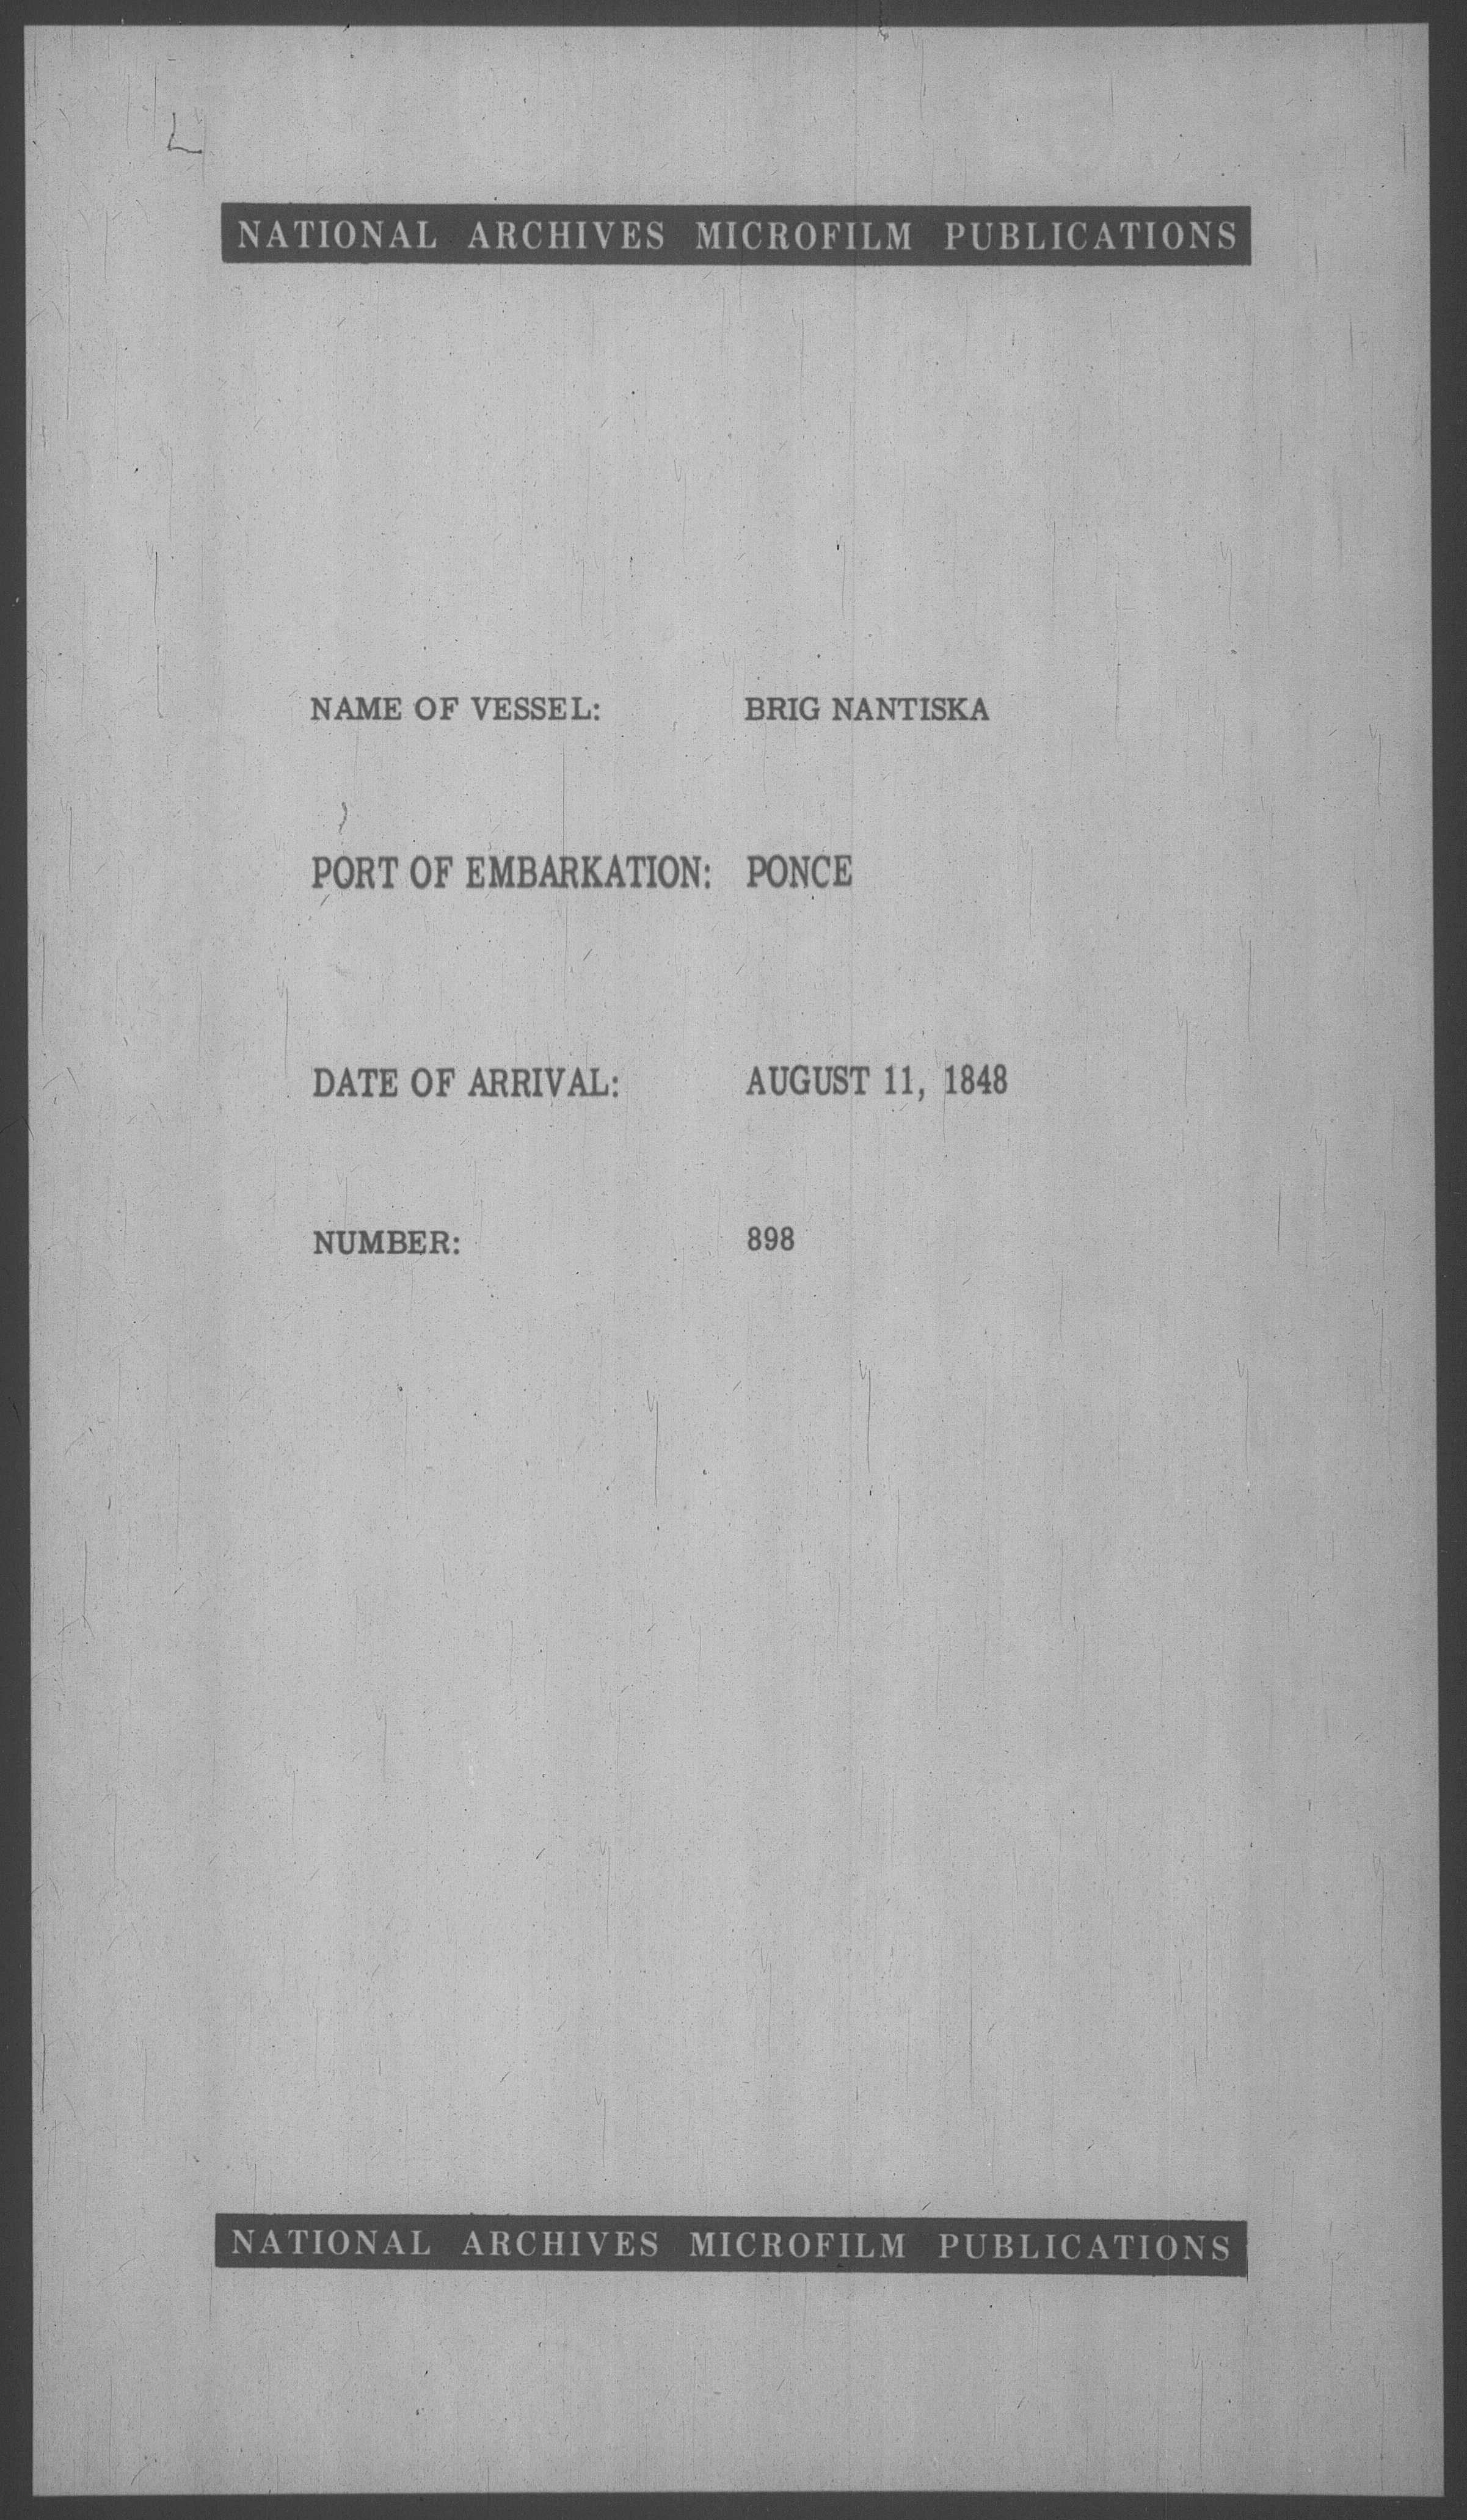 NATIONAL ARCHIVES MICROFILM PUBLICATIONS
NAME OF VESSEL: BRIG NANTISKA
PORT OF EMBARKATION: PONCE
DATE OF ARRIVAL: AUGUST 11, 1848
NUMBER: 898
NATIONAL ARCHIVES MICROFILM PUBLICATIONS